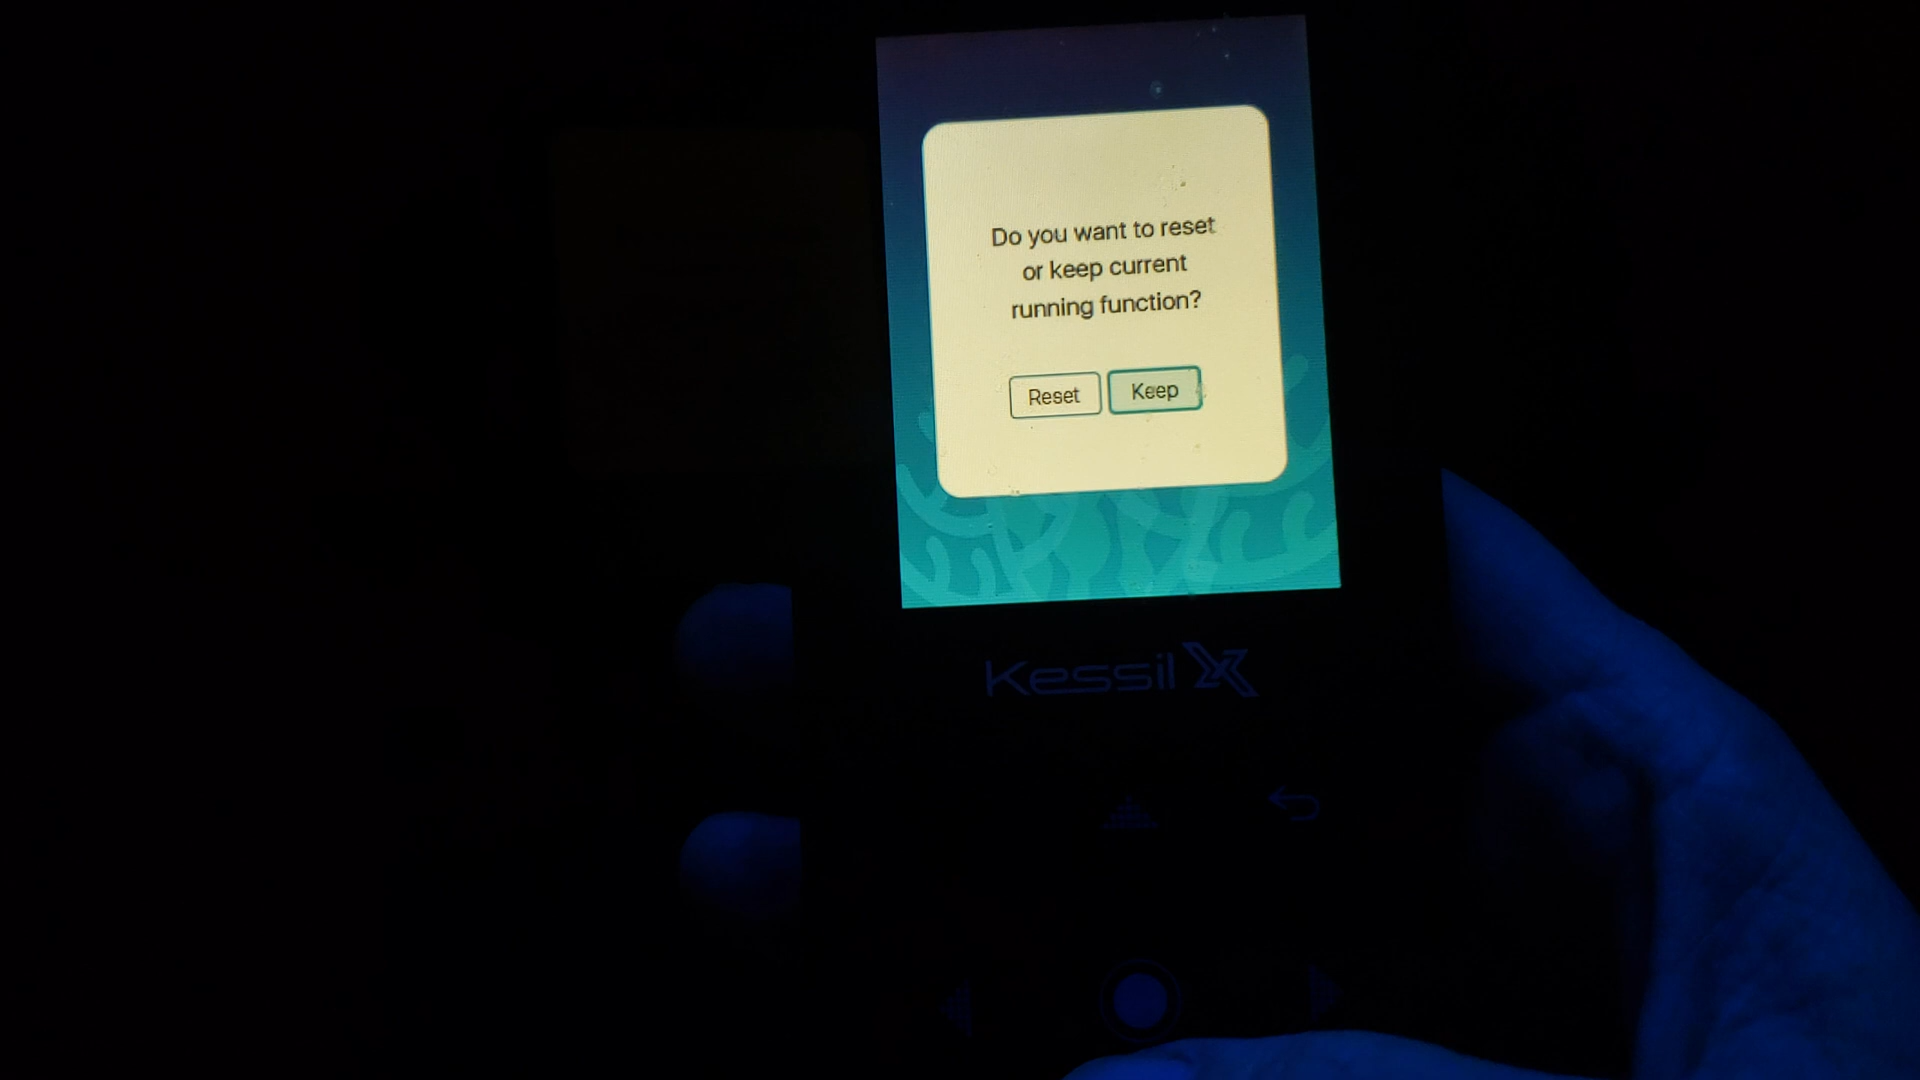 Do you want to reset
or keep current
running function?
Reset Keep
Kessil X